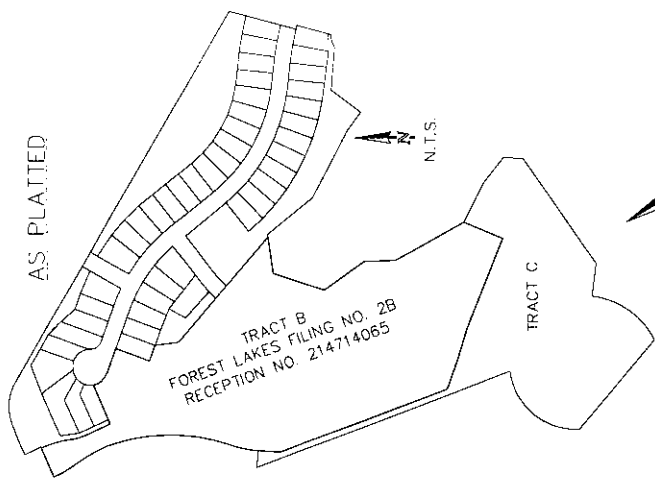 AS PLATTED
N
N.T.S.
TRACT B
FOREST LAKES FILING NO. 2B
RECEPTION NO. 214714065
TRACT C